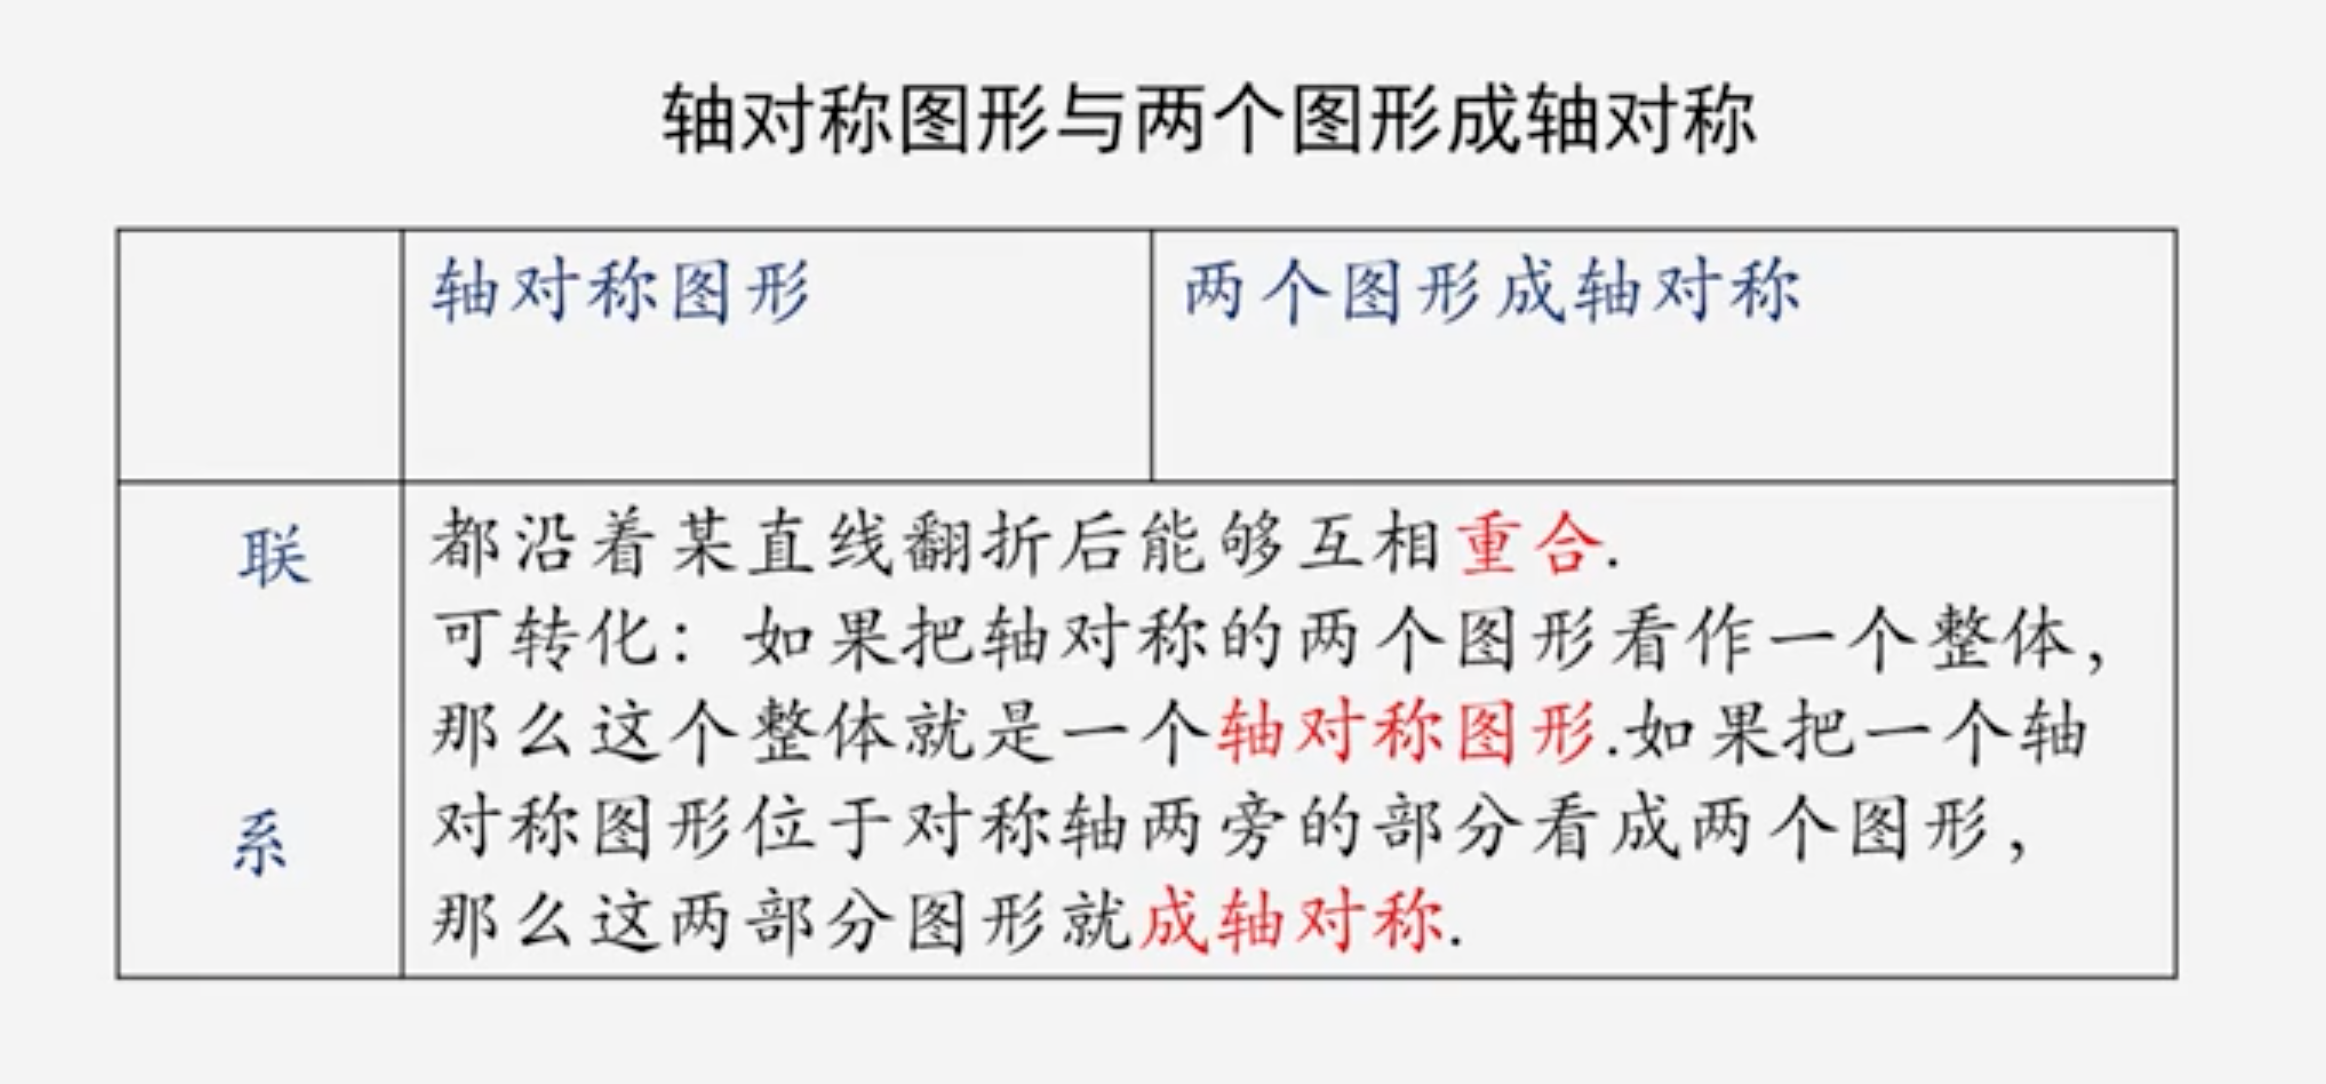 轴对称图形与两个图形成轴对称
轴对称图形
两个图形成轴对称
联
系
都沿着某直线翻折后能够互相重合.
可转化：如果把轴对称的两个图形看作一个整体，
那么这个整体就是一个轴对称图形.如果把一个轴
对称图形位于对称轴两旁的部分看成两个图形，
那么这两部分图形就成轴对称.